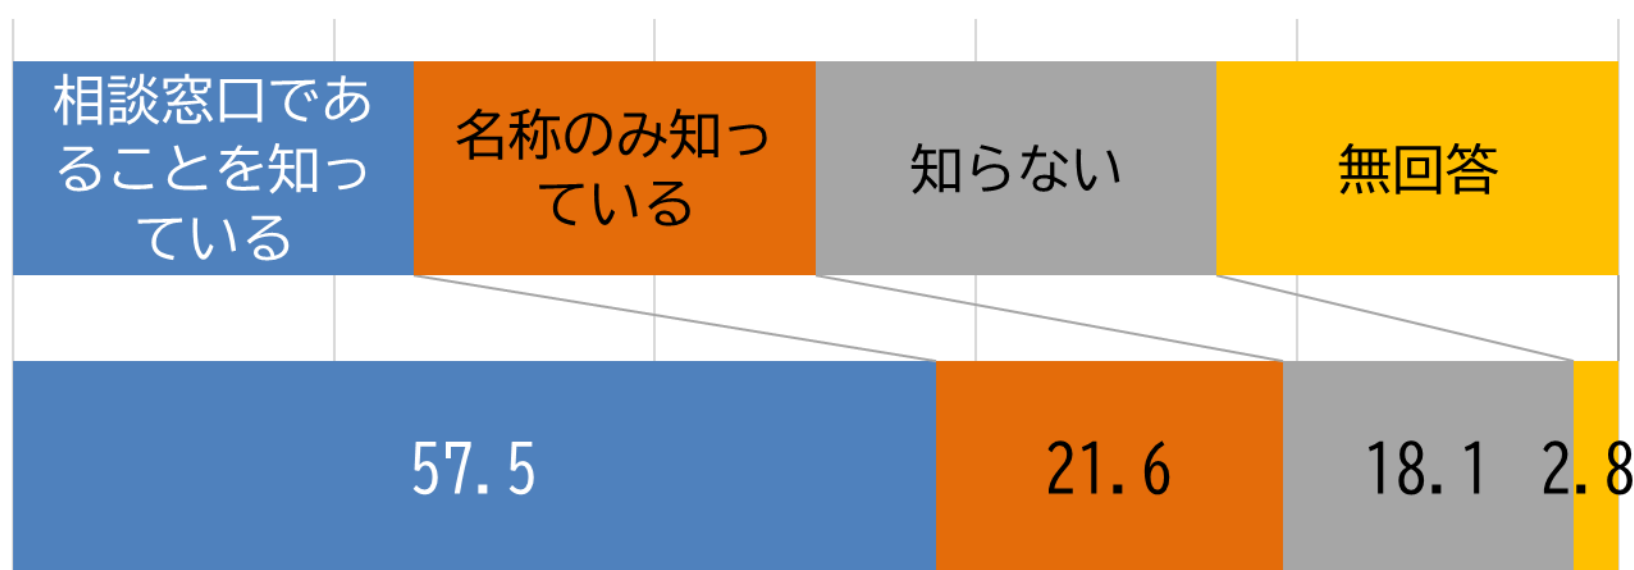 相談窓口であ
ることを知っ
ている
名称のみ知っ
ている
知らない
無回答
57.5
21.6
18.1
2.8